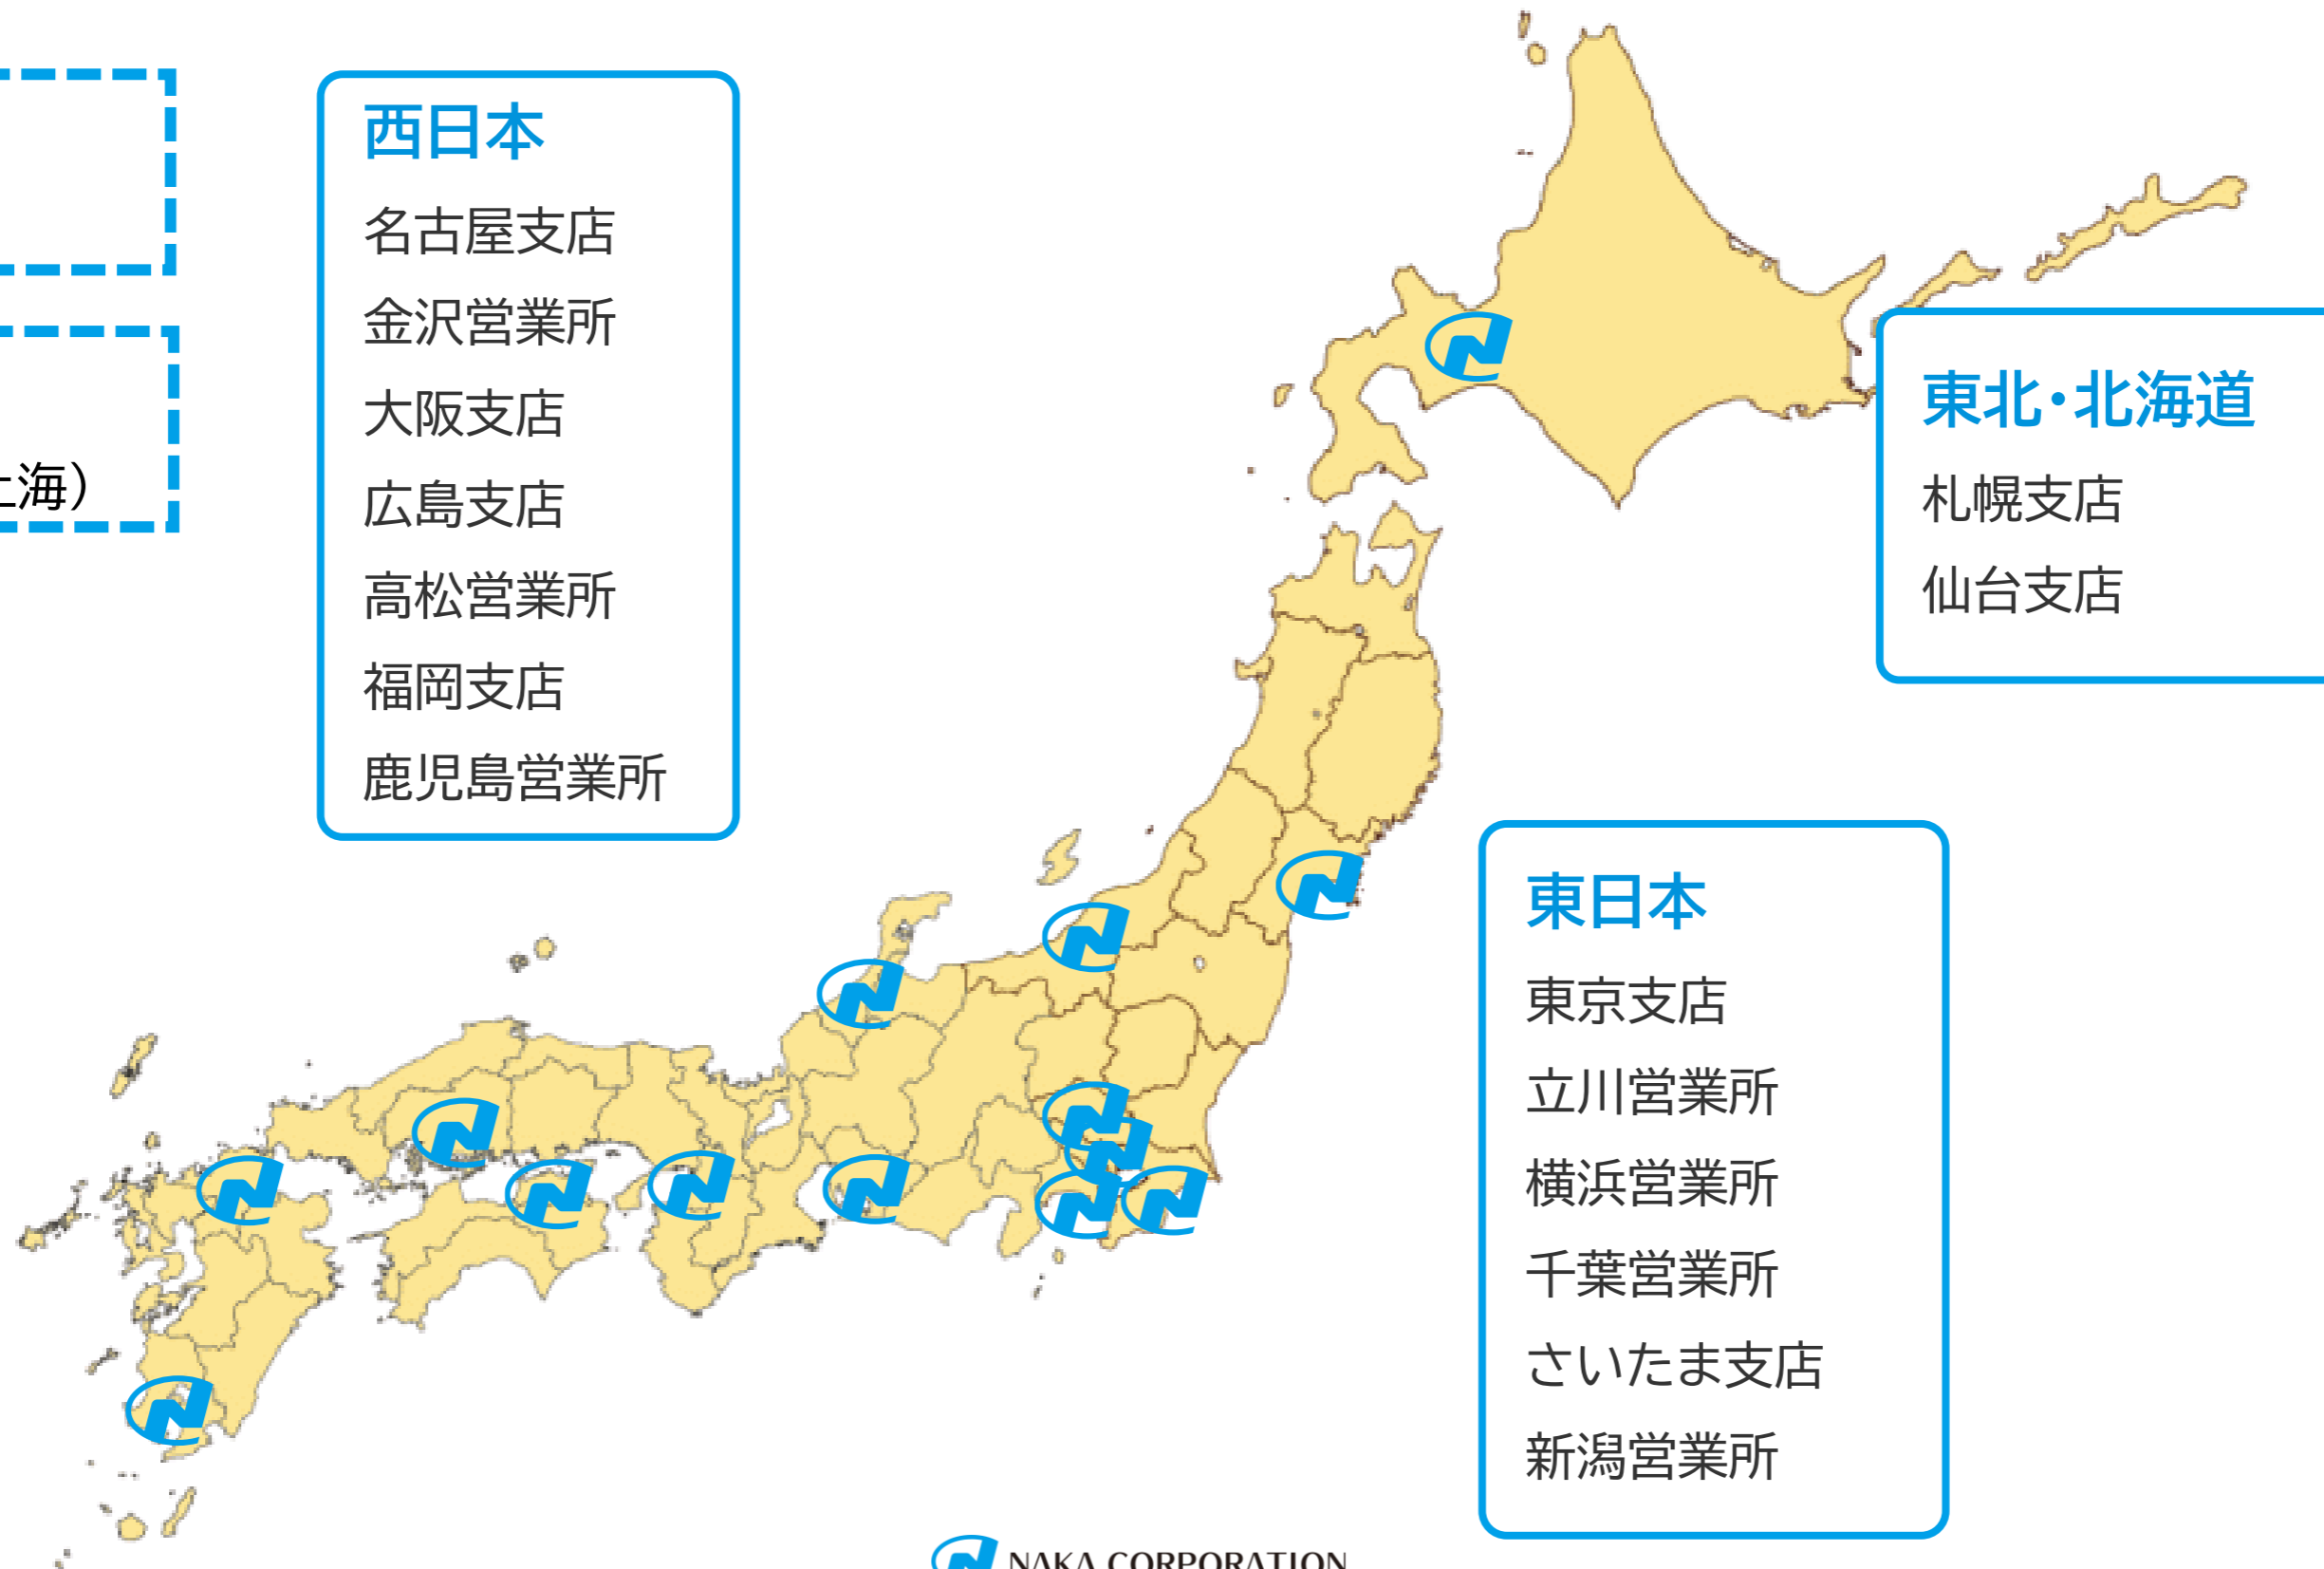 海）
西日本
名古屋支店
金沢営業所
大阪支店
広島支店
高松営業所
福岡支店
鹿児島営業所
東北・北海道
札幌支店
仙台支店
東日本
東京支店
立川営業所
横浜営業所
千葉営業所
さいたま支店
新潟営業所
NAKA CORPORATION